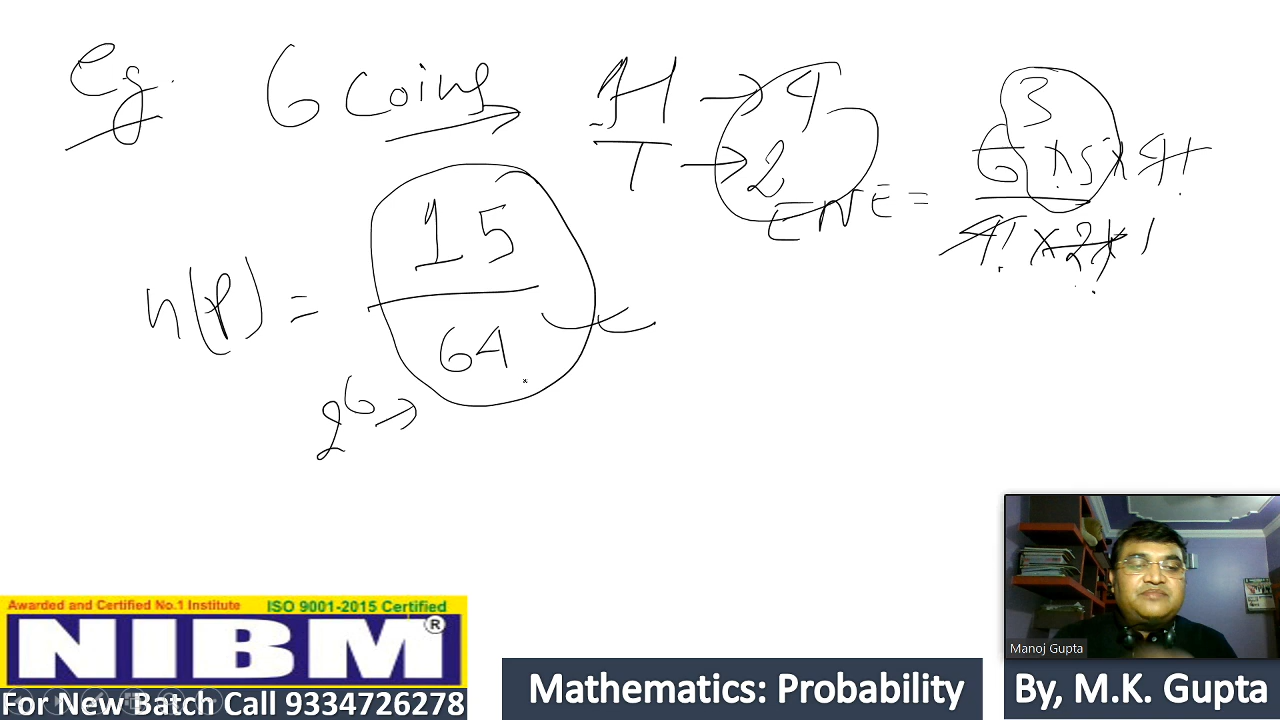 eg. 6 coins H → 4
T → 2
3
ENE = 6 x 5 x 4!
4! x 2 x 1
n(p) = 15
64
2^6 →
Awarded and Certified No.1 Institute ISO 9001-2015 Certified
NIBM ®
For New Batch Call 9334726278
Mathematics: Probability
By, M.K. Gupta
Manoj Gupta